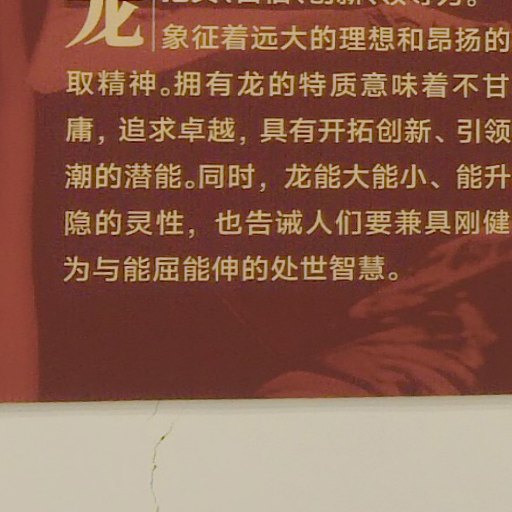 龙
象征着远大的理想和昂扬的
取精神。拥有龙的特质意味着不甘
庸，追求卓越，具有开拓创新、引领
潮的潜能。同时，龙能大能小、能升
隐的灵性，也告诫人们要兼具刚健
为与能屈能伸的处世智慧。